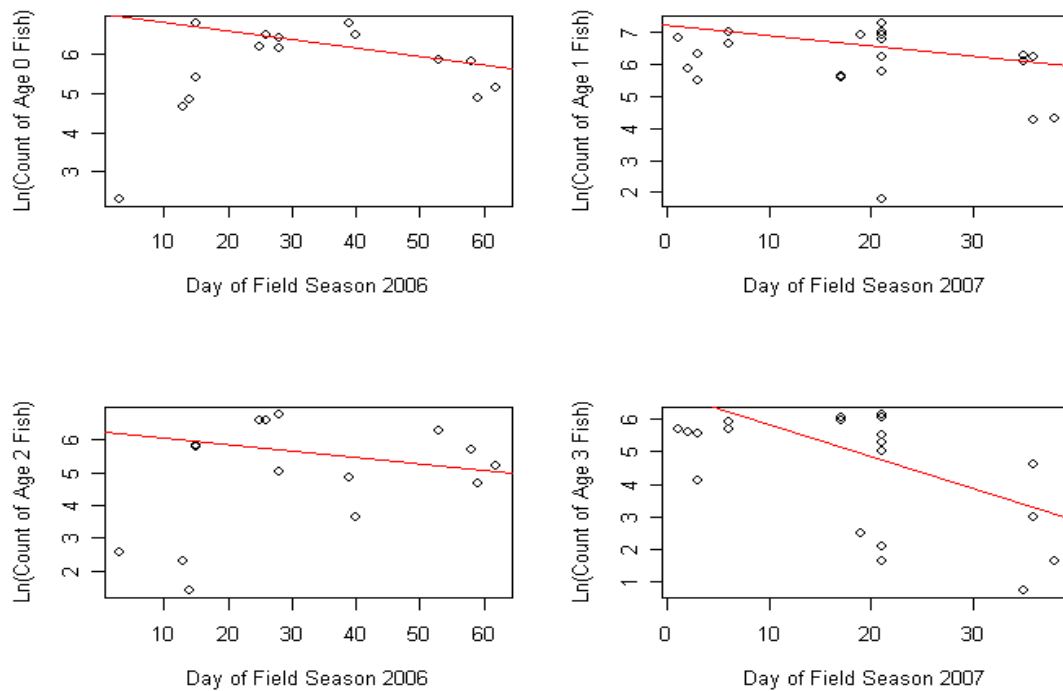 Ln(Count of Age 0 Fish)
6
5
4
3
10 20 30 40 50 60
Day of Field Season 2006
Ln(Count of Age 1 Fish)
7
6
5
4
3
2
0 10 20 30
Day of Field Season 2007
Ln(Count of Age 2 Fish)
6
5
4
3
2
10 20 30 40 50 60
Day of Field Season 2006
Ln(Count of Age 3 Fish)
6
5
4
3
2
1
0 10 20 30
Day of Field Season 2007